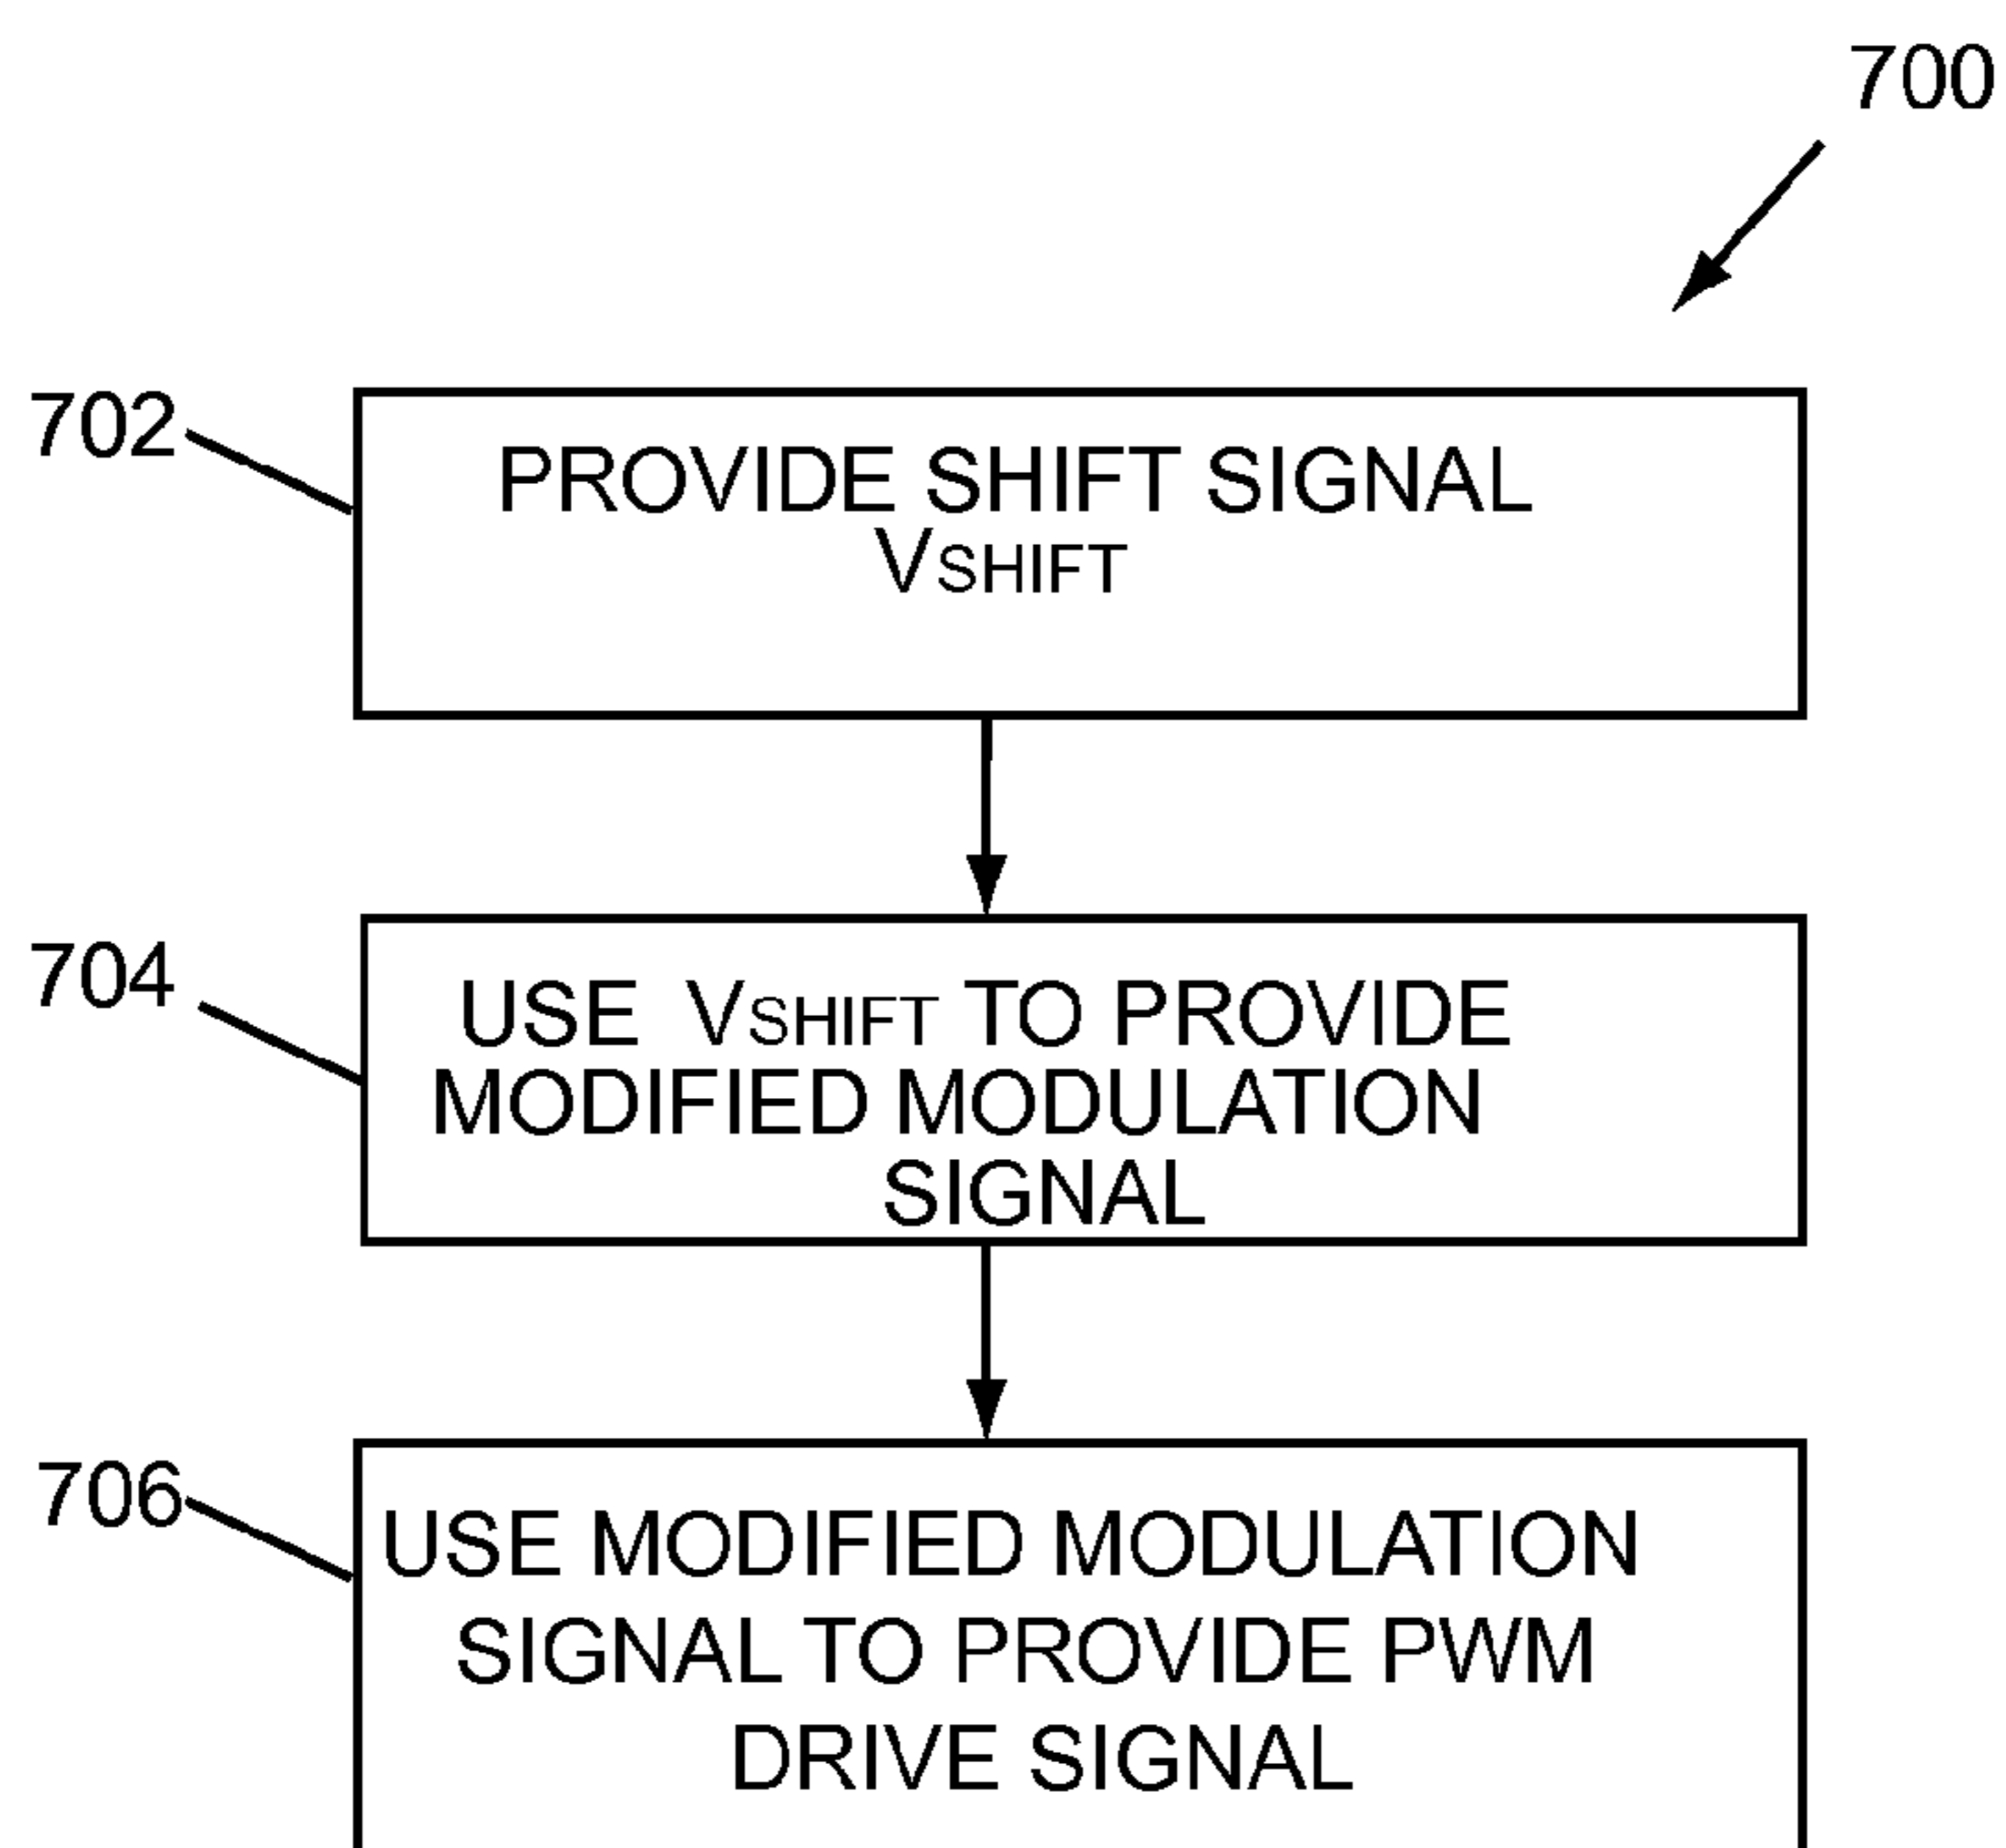 700
702
PROVIDE SHIFT SIGNAL
VSHIFT
704
USE VSHIFT TO PROVIDE
MODIFIED MODULATION
SIGNAL
706
USE MODIFIED MODULATION
SIGNAL TO PROVIDE PWM
DRIVE SIGNAL